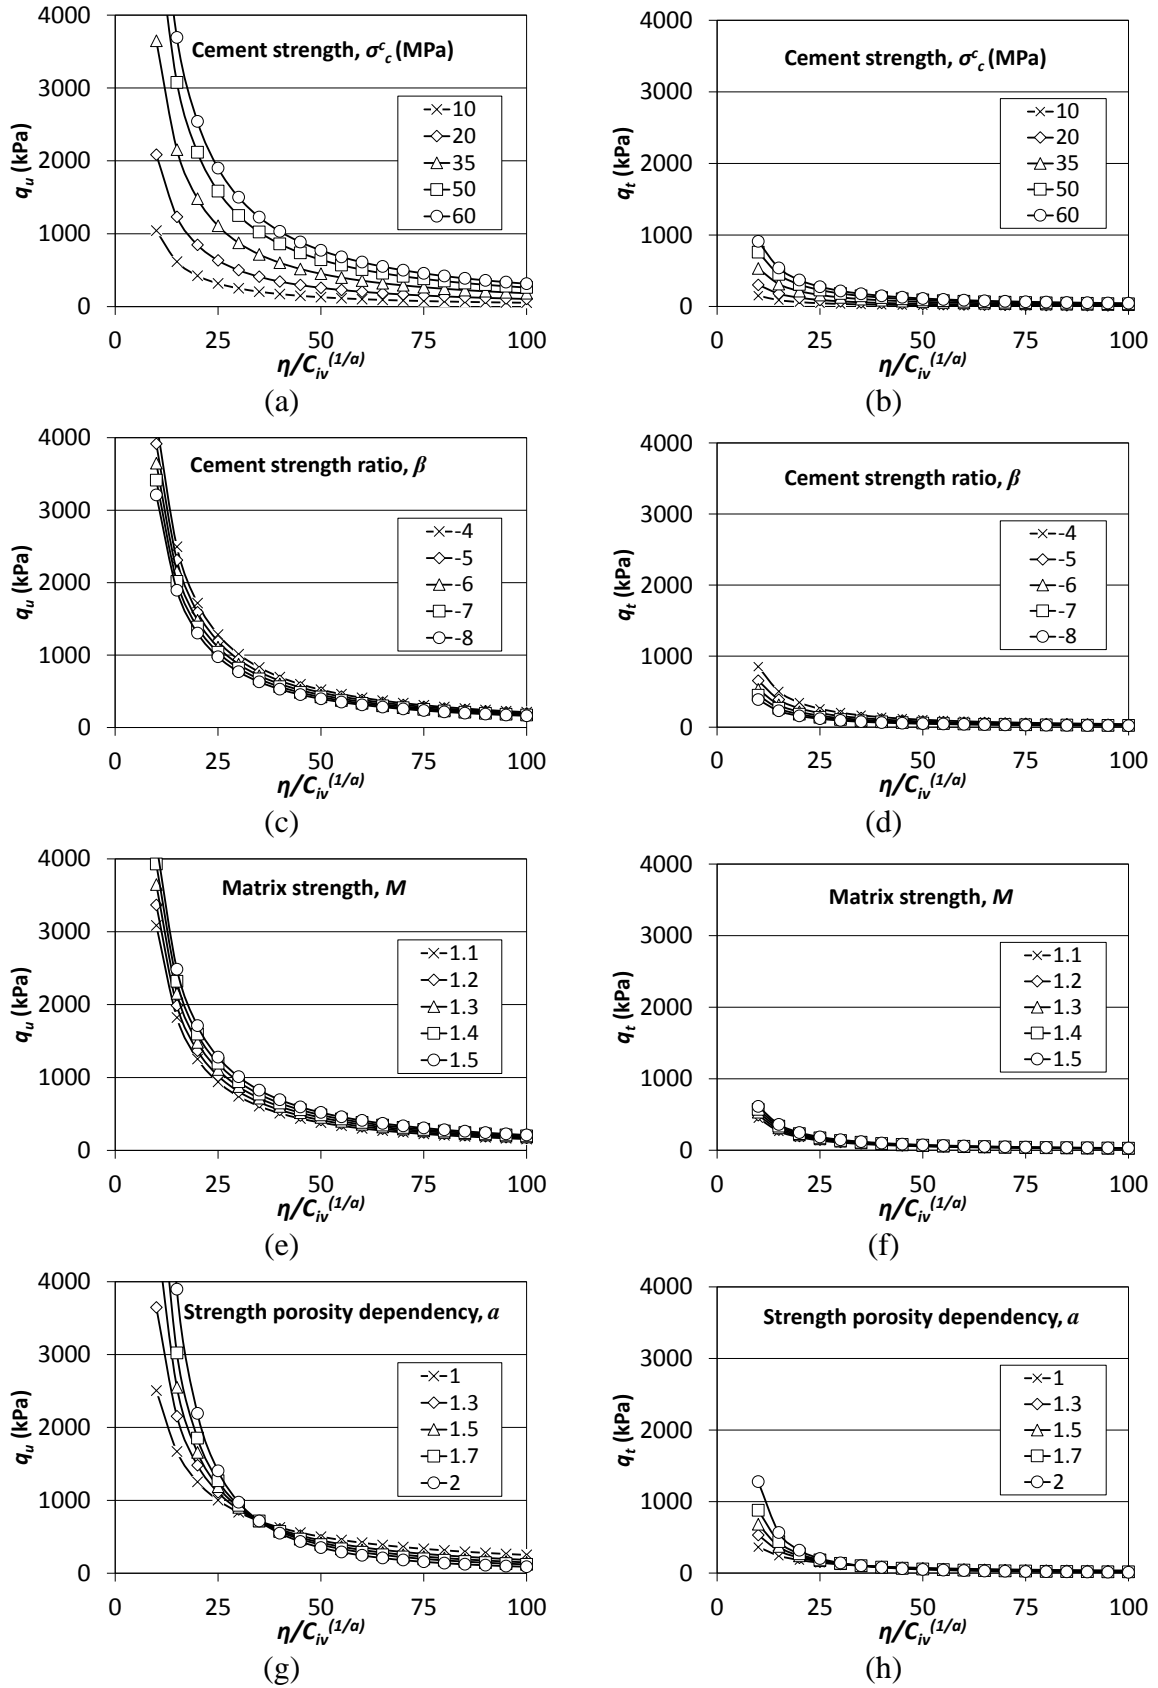 4000
3000
2000
1000
0
q_u (kPa)
Cement strength, σ^c_c (MPa)
10
20
35
50
60
0 25 50 75 100
η/C_iv^(1/a)
(a)
4000
3000
2000
1000
0
q_t (kPa)
Cement strength, σ^c_c (MPa)
10
20
35
50
60
0 25 50 75 100
η/C_iv^(1/a)
(b)
4000
3000
2000
1000
0
q_u (kPa)
Cement strength ratio, β
-4
-5
-6
-7
-8
0 25 50 75 100
η/C_iv^(1/a)
(c)
4000
3000
2000
1000
0
q_t (kPa)
Cement strength ratio, β
-4
-5
-6
-7
-8
0 25 50 75 100
η/C_iv^(1/a)
(d)
4000
3000
2000
1000
0
q_u (kPa)
Matrix strength, M
1.1
1.2
1.3
1.4
1.5
0 25 50 75 100
η/C_iv^(1/a)
(e)
4000
3000
2000
1000
0
q_t (kPa)
Matrix strength, M
1.1
1.2
1.3
1.4
1.5
0 25 50 75 100
η/C_iv^(1/a)
(f)
4000
3000
2000
1000
0
q_u (kPa)
Strength porosity dependency, a
1
1.3
1.5
1.7
2
0 25 50 75 100
η/C_iv^(1/a)
(g)
4000
3000
2000
1000
0
q_t (kPa)
Strength porosity dependency, a
1
1.3
1.5
1.7
2
0 25 50 75 100
η/C_iv^(1/a)
(h)